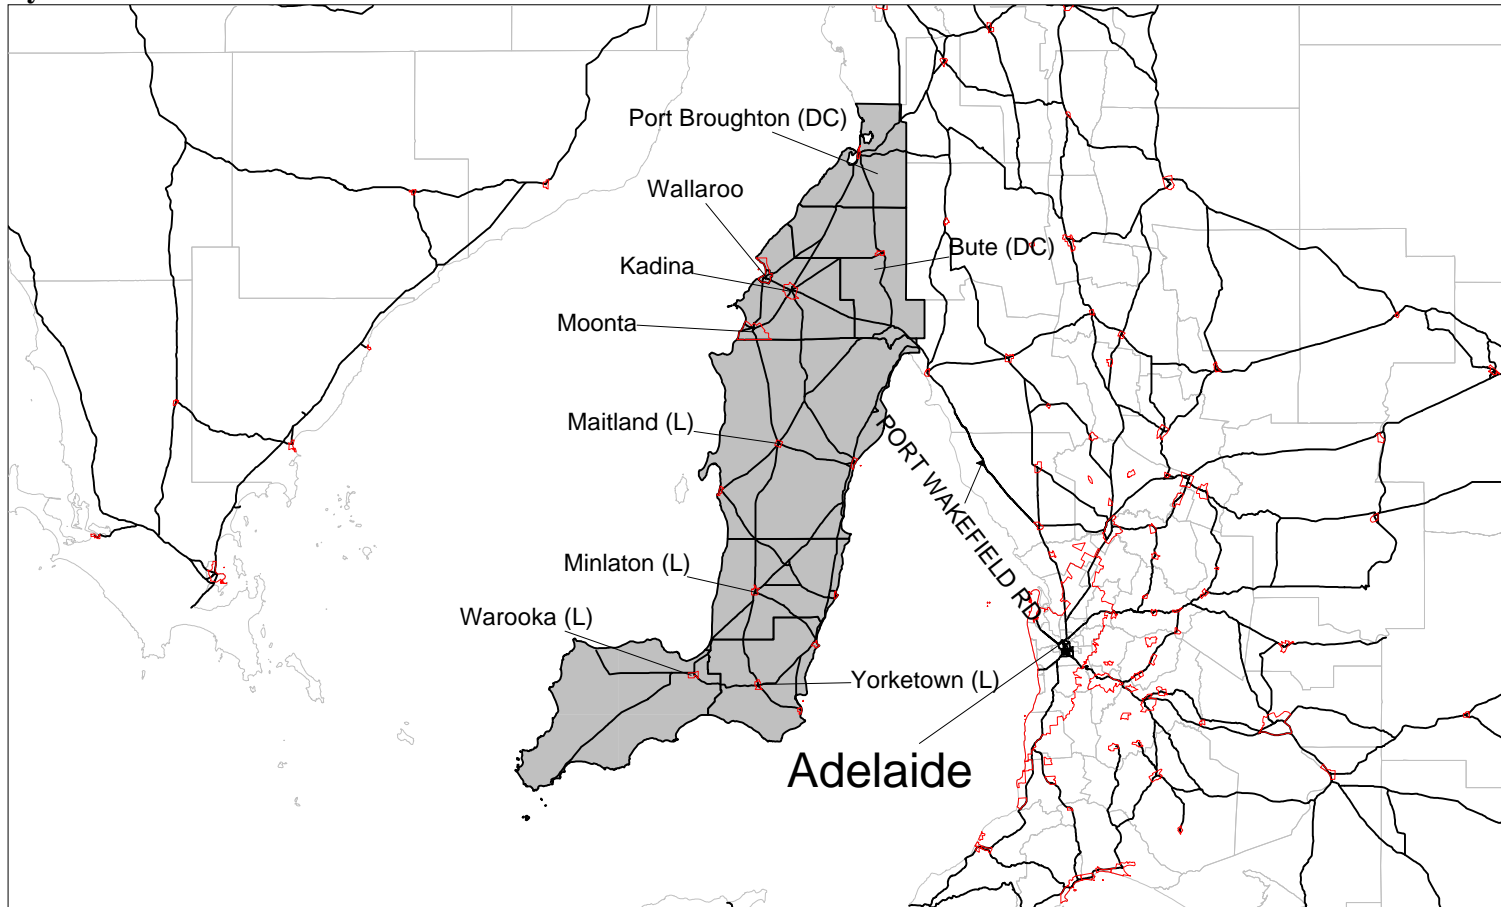 Port Broughton (DC)
Wallaroo
Bute (DC)
Kadina
Moonta
Maitland (L)
PORT WAKEFIELD RD
Minlaton (L)
Warooka (L)
Yorketown (L)
Adelaide